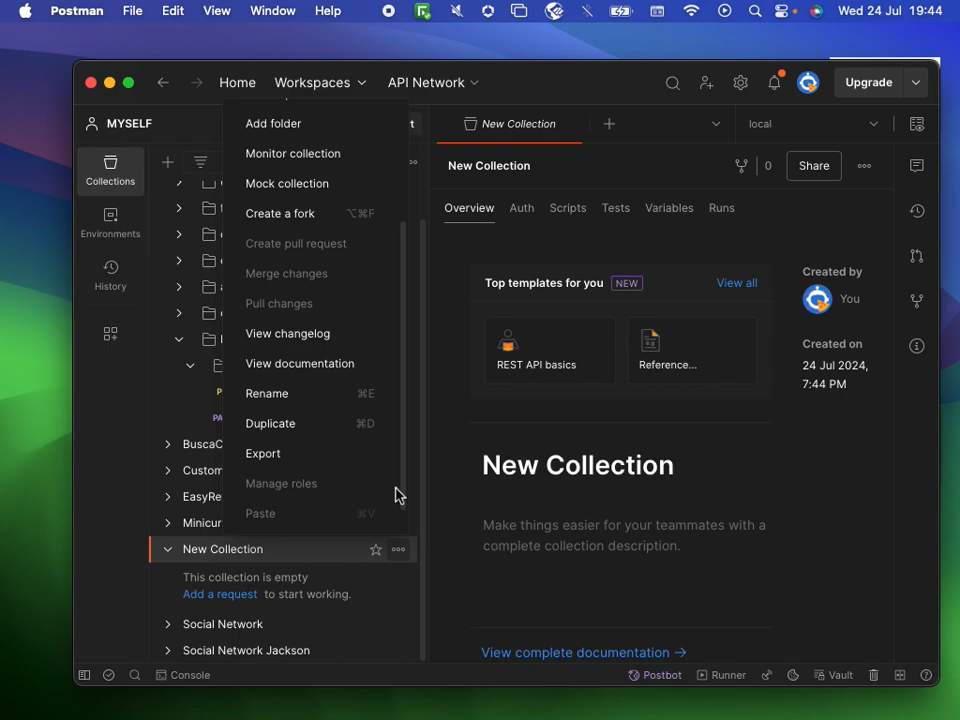 Postman File Edit View Window Help Wed 24 Jul 19:44
Home Workspaces API Network Upgrade
MYSELF
New Collection
local
Collections
Environments
History
Add folder
Monitor collection
Mock collection
Create a fork ⌥⌘F
Create pull request
Merge changes
Pull changes
View changelog
View documentation
Rename ⌘E
Duplicate ⌘D
Export
Manage roles
Paste ⌘V
BuscaC
Custom
EasyRe
Minicur
New Collection
This collection is empty
Add a request to start working.
Social Network
Social Network Jackson
New Collection 0 Share
Overview Auth Scripts Tests Variables Runs
Top templates for you NEW View all
REST API basics
Reference...
Created by
You
Created on
24 Jul 2024,
7:44 PM
New Collection
Make things easier for your teammates with a
complete collection description.
View complete documentation →
Console Postbot Runner Vault